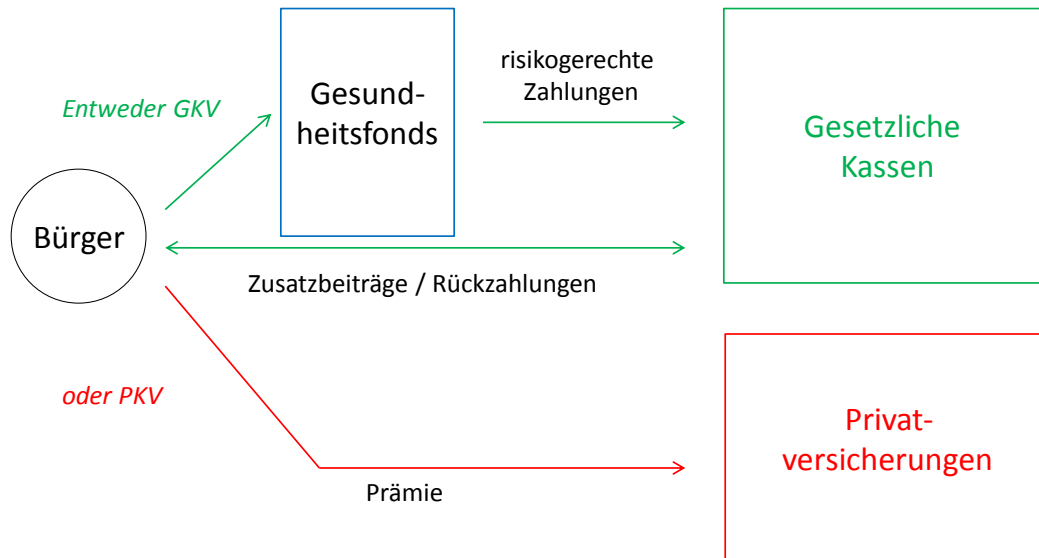 Entweder GKV
Gesund-
heitsfonds
risikogerechte
Zahlungen
Gesetzliche
Kassen
Bürger
Zusatzbeiträge / Rückzahlungen
oder PKV
Prämie
Privat-
versicherungen